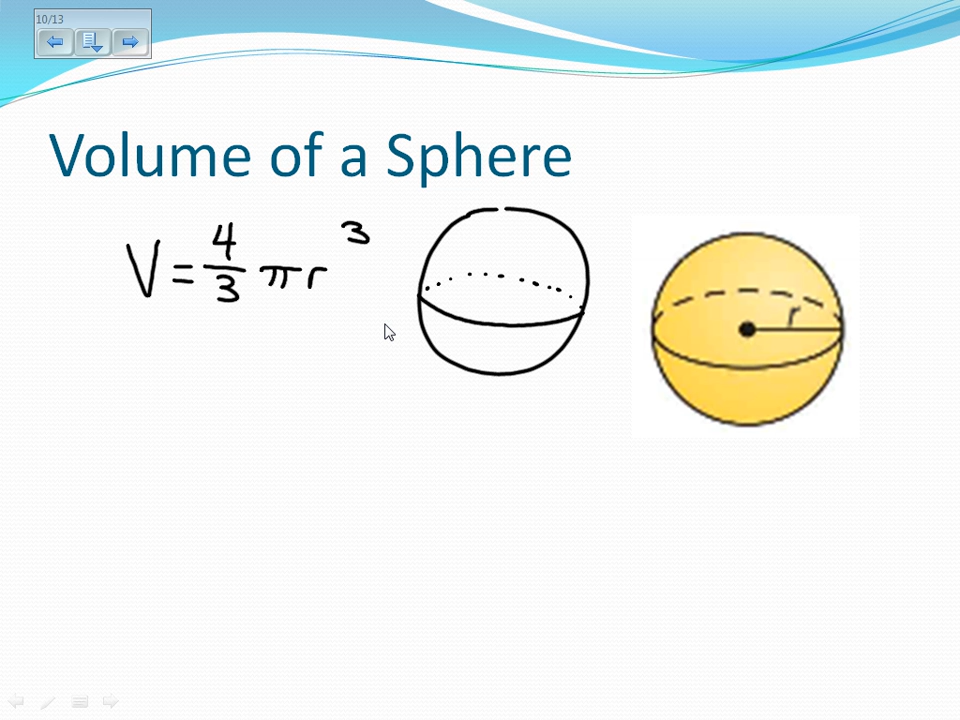 10/13
Volume of a Sphere
V = 4/3 πr³
r